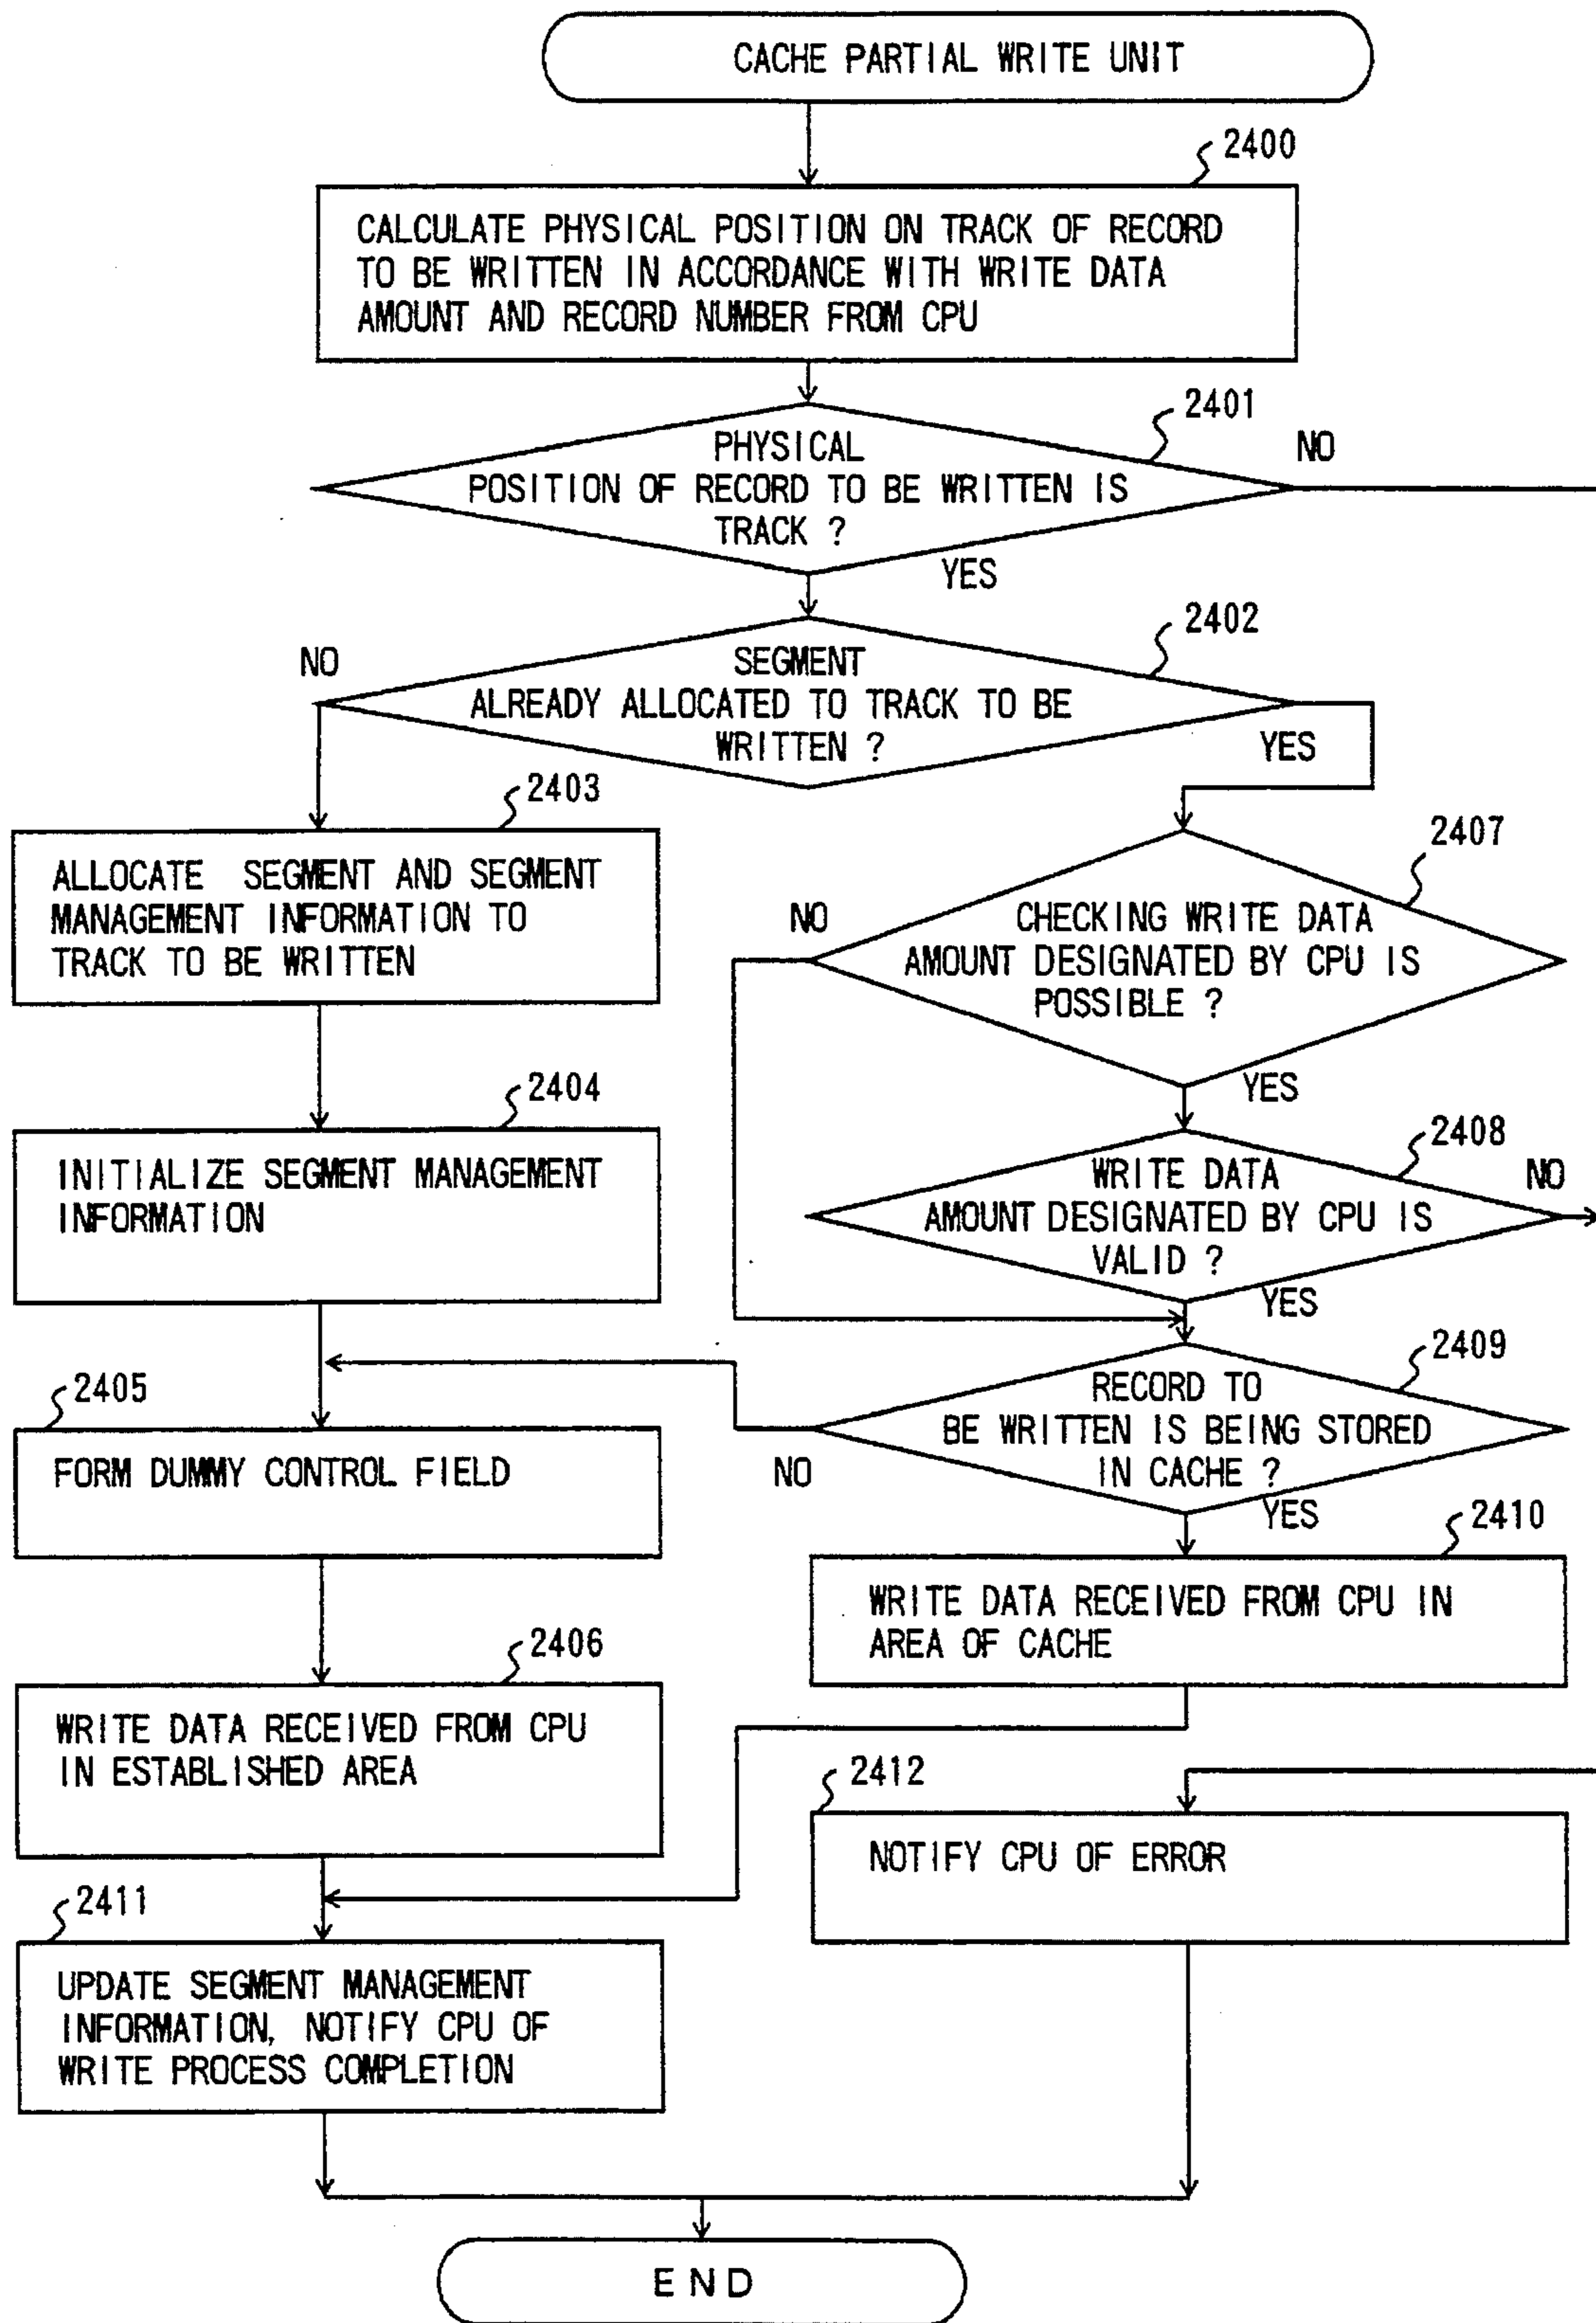 CACHE PARTIAL WRITE UNIT
2400
CALCULATE PHYSICAL POSITION ON TRACK OF RECORD
TO BE WRITTEN IN ACCORDANCE WITH WRITE DATA
AMOUNT AND RECORD NUMBER FROM CPU
2401
NO
PHYSICAL
POSITION OF RECORD TO BE WRITTEN IS
TRACK ?
YES
2402
NO
SEGMENT
ALREADY ALLOCATED TO TRACK TO BE
WRITTEN ?
YES
2403
ALLOCATE SEGMENT AND SEGMENT
MANAGEMENT INFORMATION TO
TRACK TO BE WRITTEN
2407
NO
CHECKING WRITE DATA
AMOUNT DESIGNATED BY CPU IS
POSSIBLE ?
YES
2404
INITIALIZE SEGMENT MANAGEMENT
INFORMATION
2408
NO
WRITE DATA
AMOUNT DESIGNATED BY CPU IS
VALID ?
YES
2405
FORM DUMMY CONTROL FIELD
2409
RECORD TO
BE WRITTEN IS BEING STORED
IN CACHE ?
NO
YES
2410
WRITE DATA RECEIVED FROM CPU IN
AREA OF CACHE
2406
WRITE DATA RECEIVED FROM CPU
IN ESTABLISHED AREA
2412
NOTIFY CPU OF ERROR
2411
UPDATE SEGMENT MANAGEMENT
INFORMATION, NOTIFY CPU OF
WRITE PROCESS COMPLETION
END